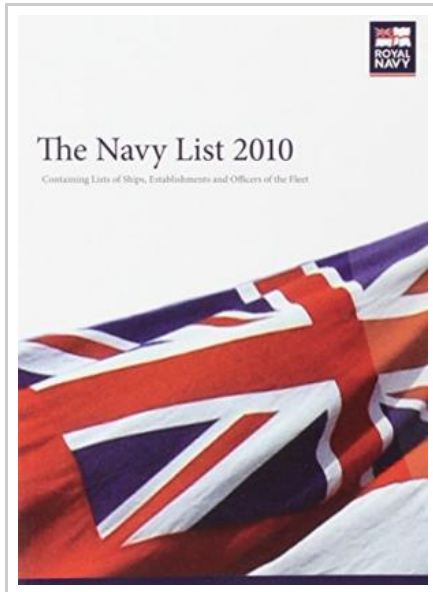 ROYAL
NAVY
The Navy List 2010
Containing Lists of Ships, Establishments and Officers of the Fleet